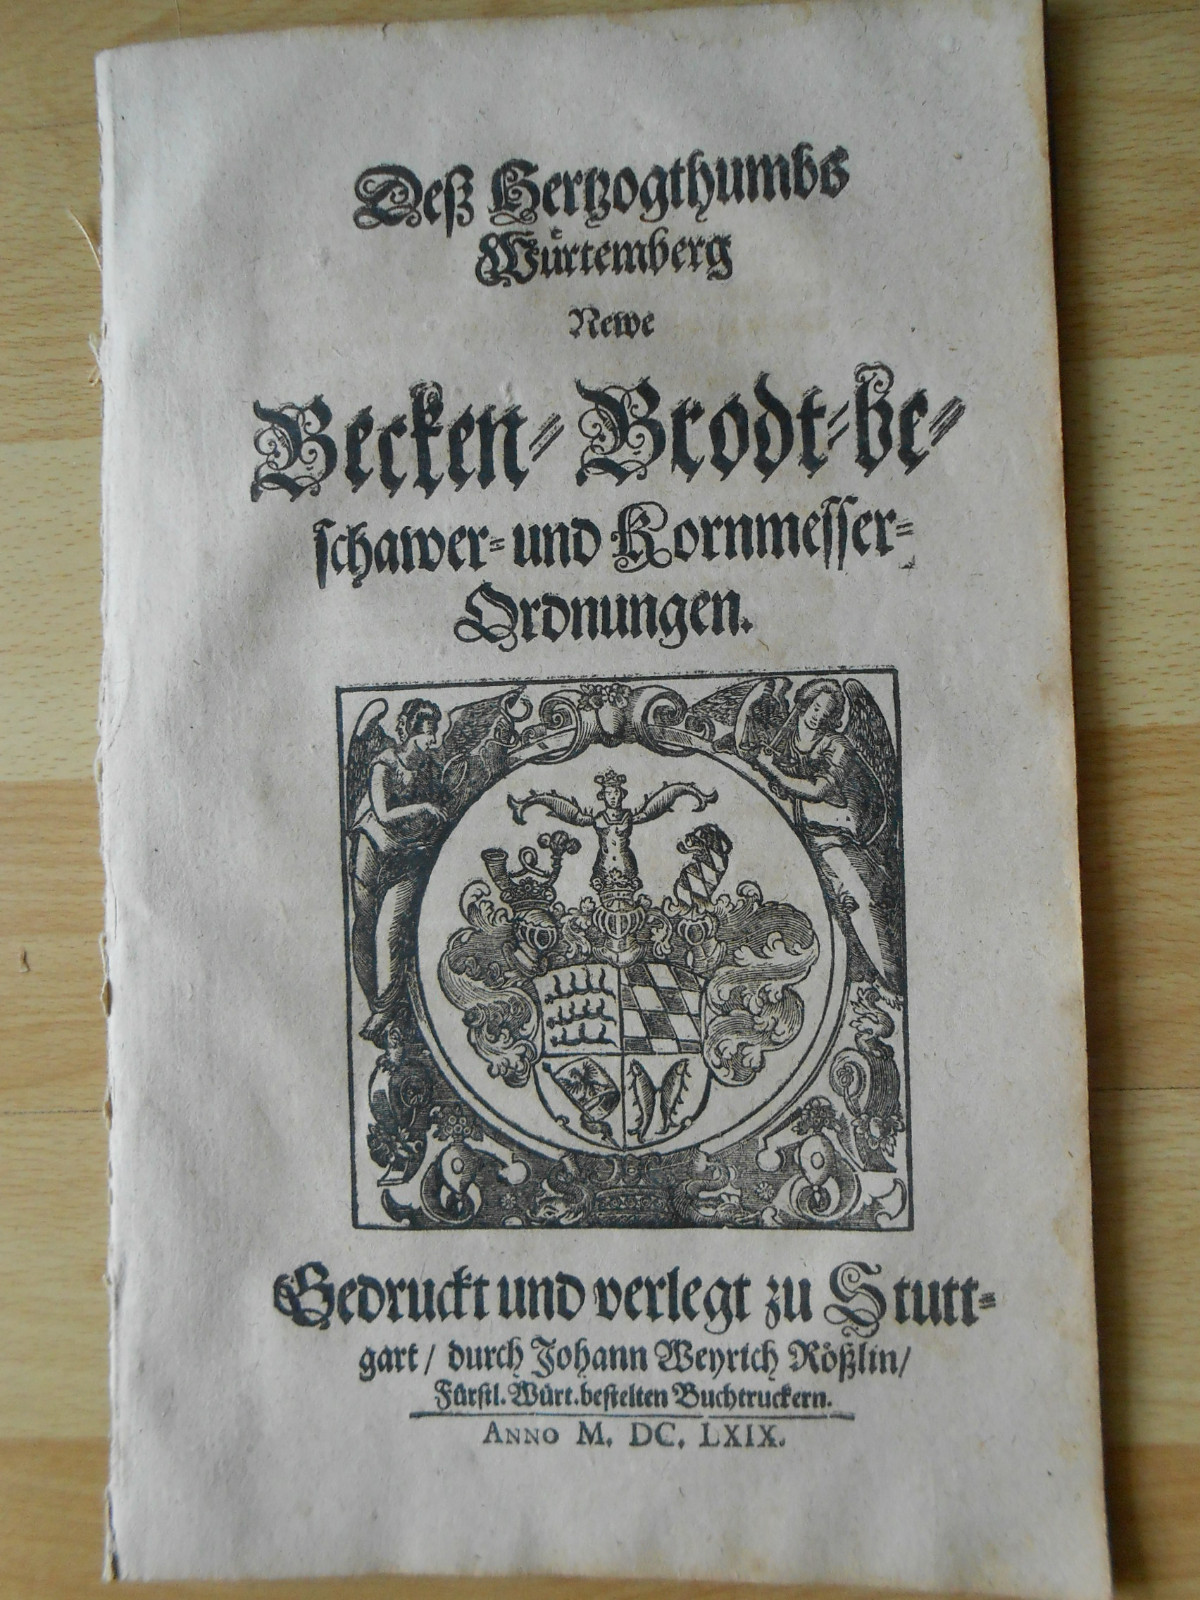 Deß Hertzogthumbs
Würtemberg
Newe
Becken- Brodt-be-
schawer- und Kornmesser-
Ordnungen.
Gedruckt und verlegt zu Stutt-
gart / durch Johann Weyrich Rößlin /
Fürstl. Würt. bestelten Buchtruckern.
ANNO M. DC. LXIX.